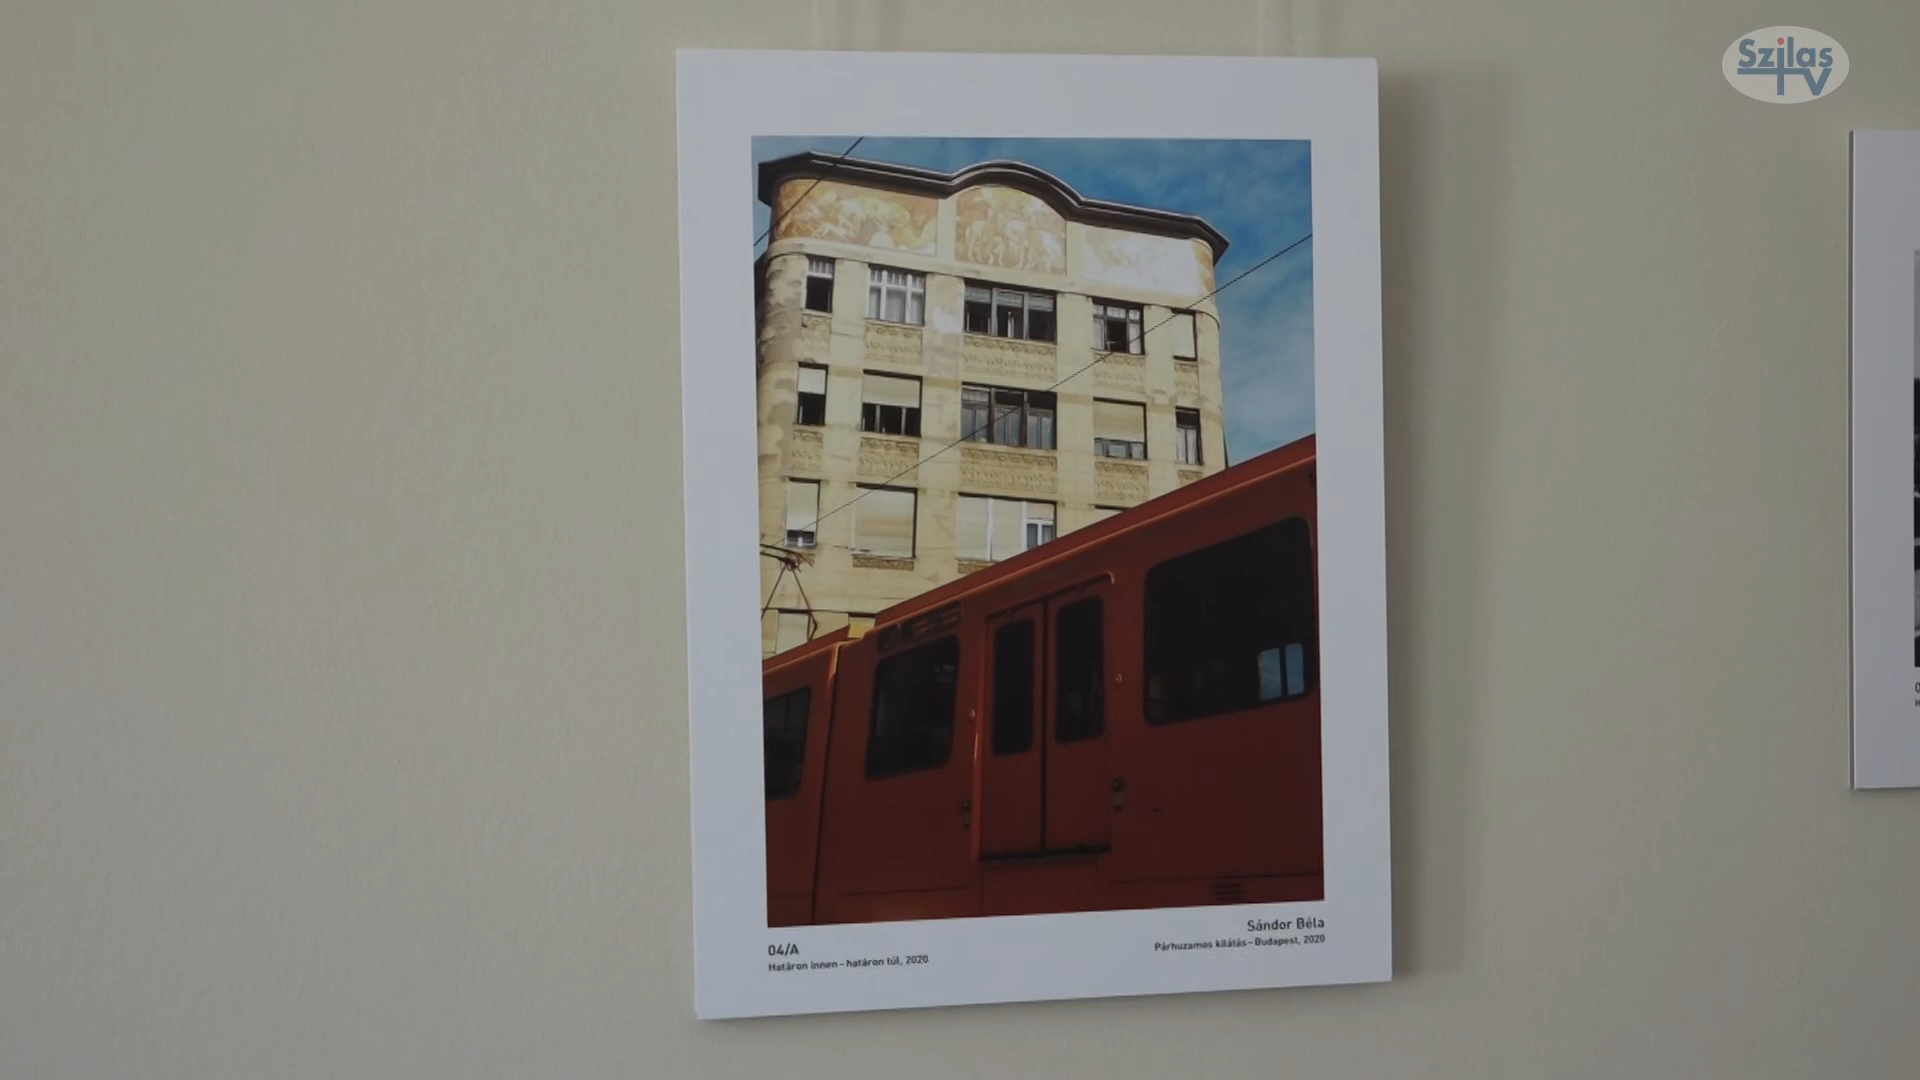 Szilas
TV
04/A
Határon innen – határon túl, 2020
Sándor Béla
Párhuzamos kilátás – Budapest, 2020